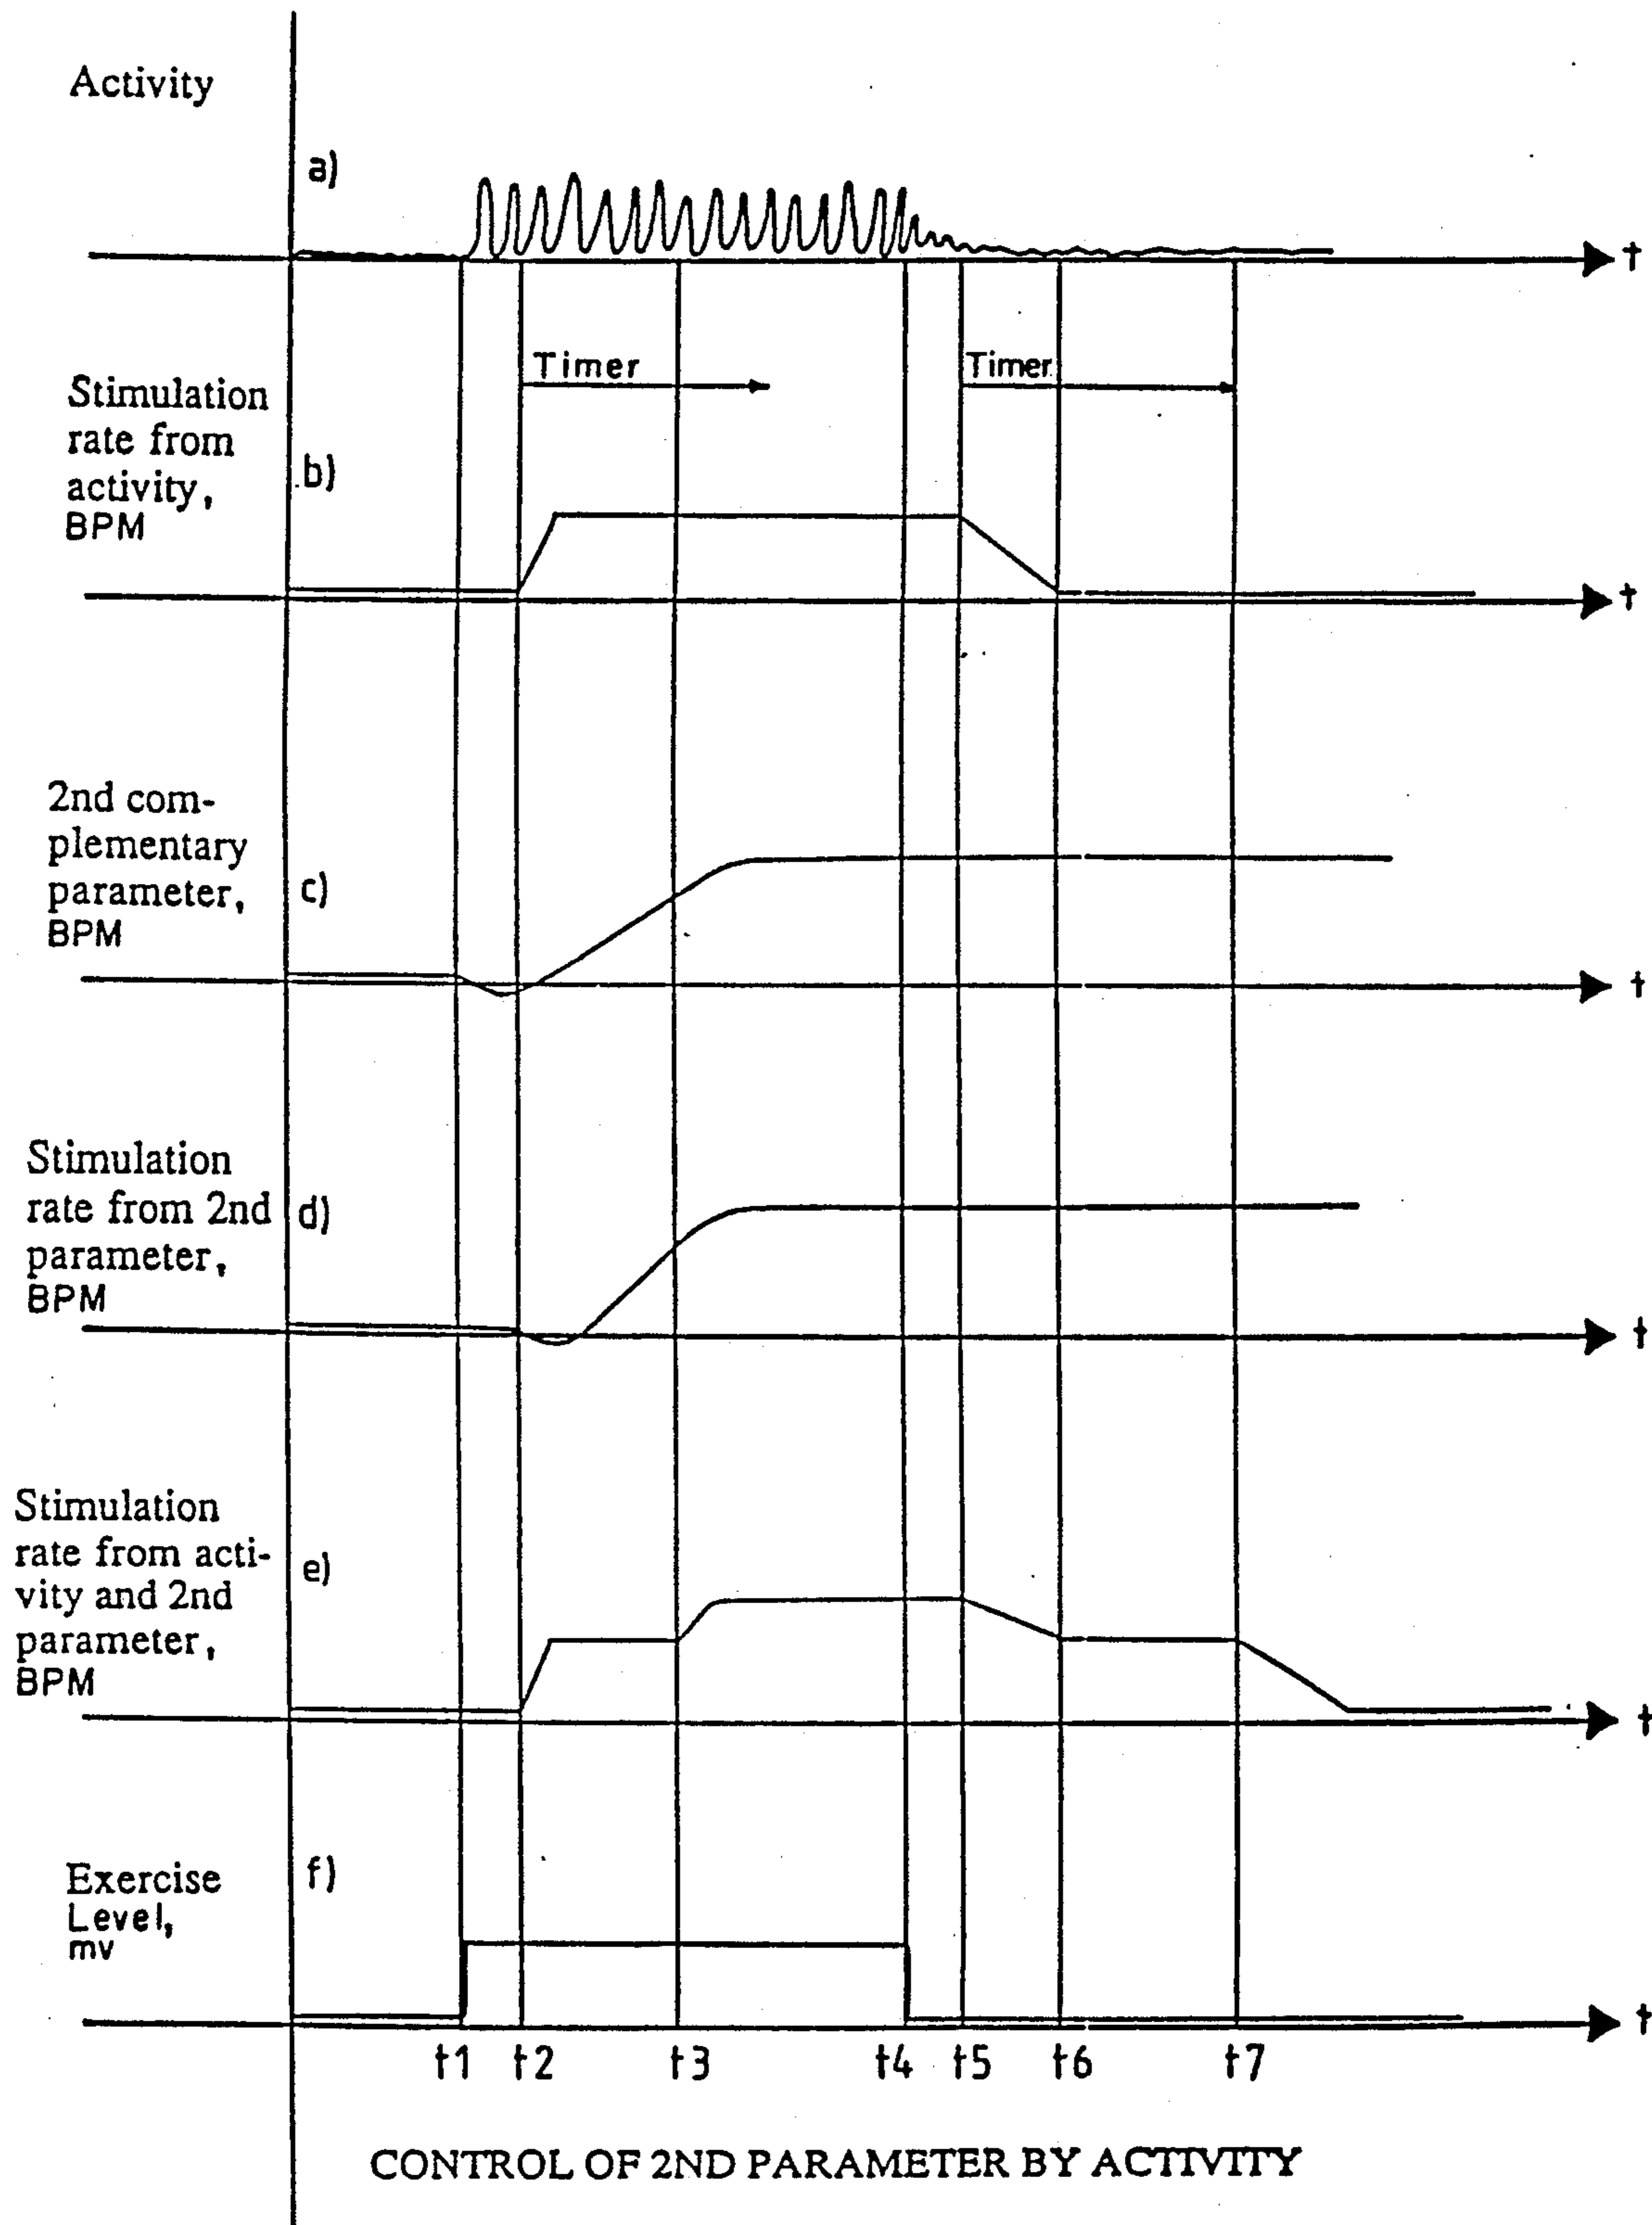 Activity
a)
t
Timer
Timer
Stimulation
rate from
activity,
BPM
b)
t
2nd com-
plementary
parameter,
BPM
c)
t
Stimulation
rate from 2nd
parameter,
BPM
d)
t
Stimulation
rate from acti-
vity and 2nd
parameter,
BPM
e)
t
Exercise
Level,
mv
f)
t
t1 t2 t3 t4 t5 t6 t7
CONTROL OF 2ND PARAMETER BY ACTIVITY